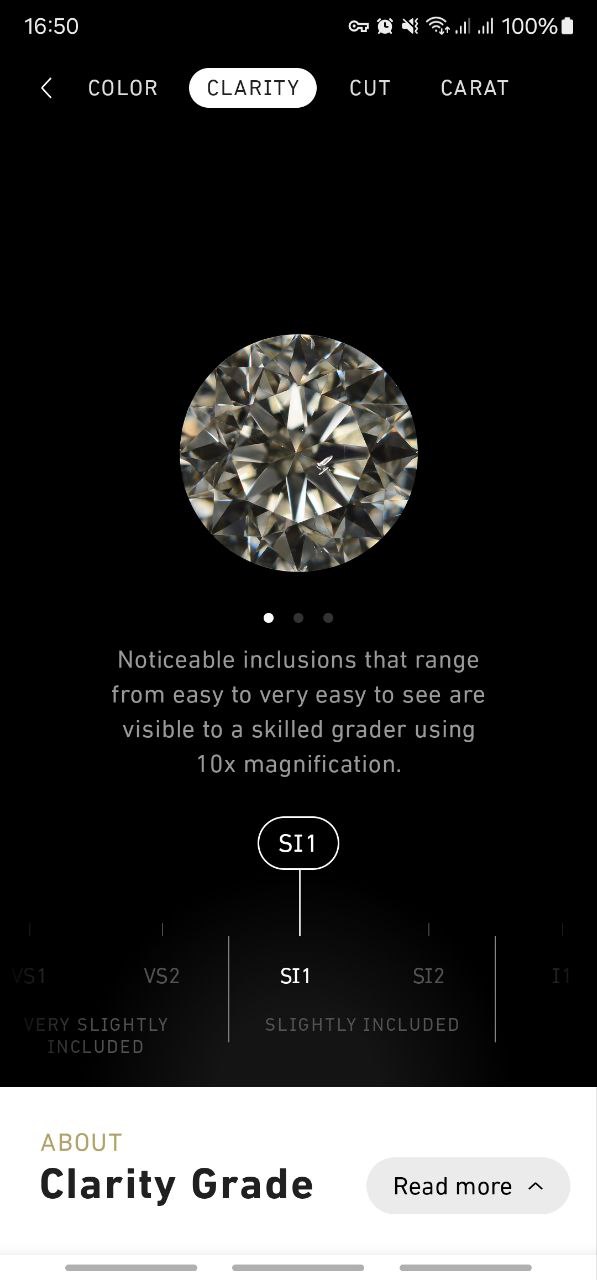 16:50 100%
COLOR CLARITY CUT CARAT
Noticeable inclusions that range
from easy to very easy to see are
visible to a skilled grader using
10x magnification.
SI1
VS1 VS2 SI1 SI2 I1
VERY SLIGHTLY
INCLUDED
SLIGHTLY INCLUDED
ABOUT
Clarity Grade
Read more